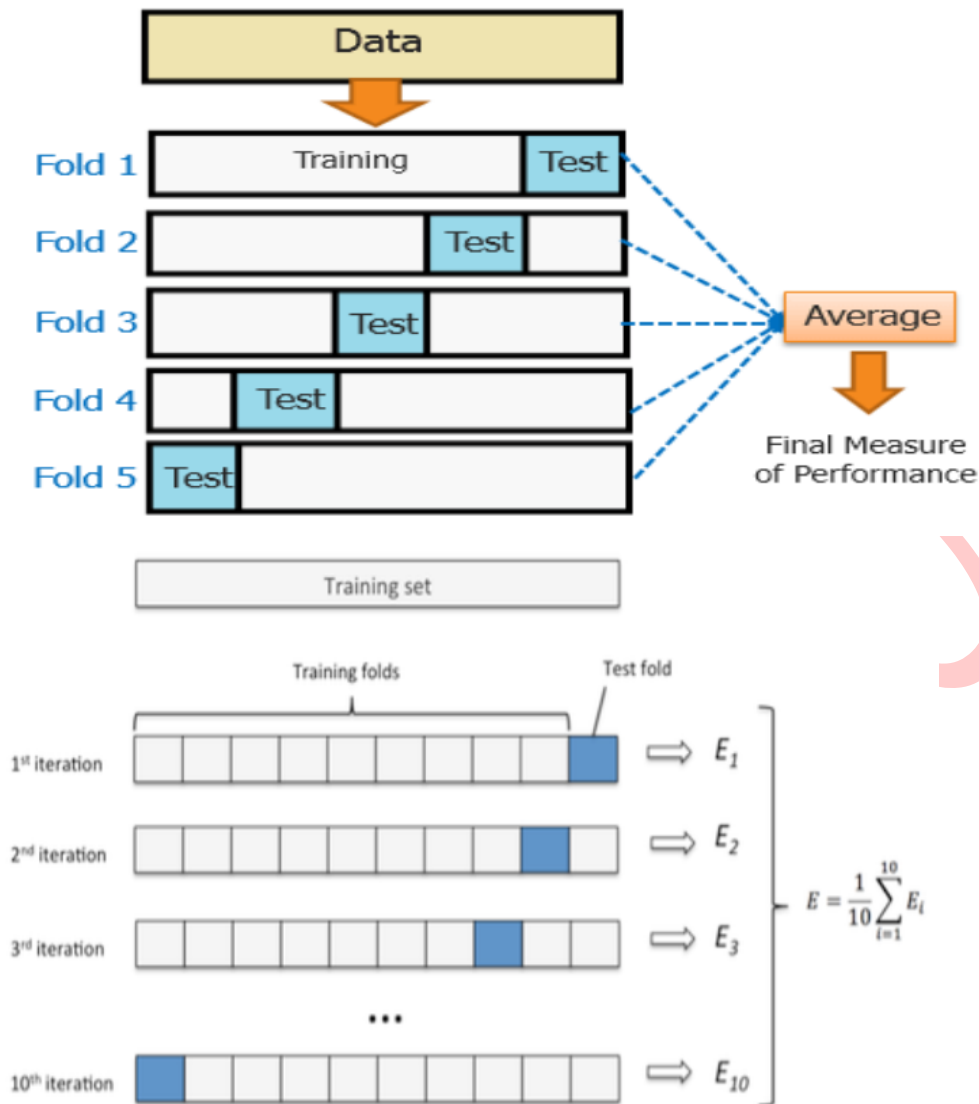 Data
Fold 1
Training
Test
Fold 2
Test
Fold 3
Test
Average
Fold 4
Test
Final Measure
of Performance
Fold 5
Test
Training set
Training folds
Test fold
1st iteration
E1
2nd iteration
E2
E = 1/10 10∑i=1 Ei
3rd iteration
E3
...
10th iteration
E10